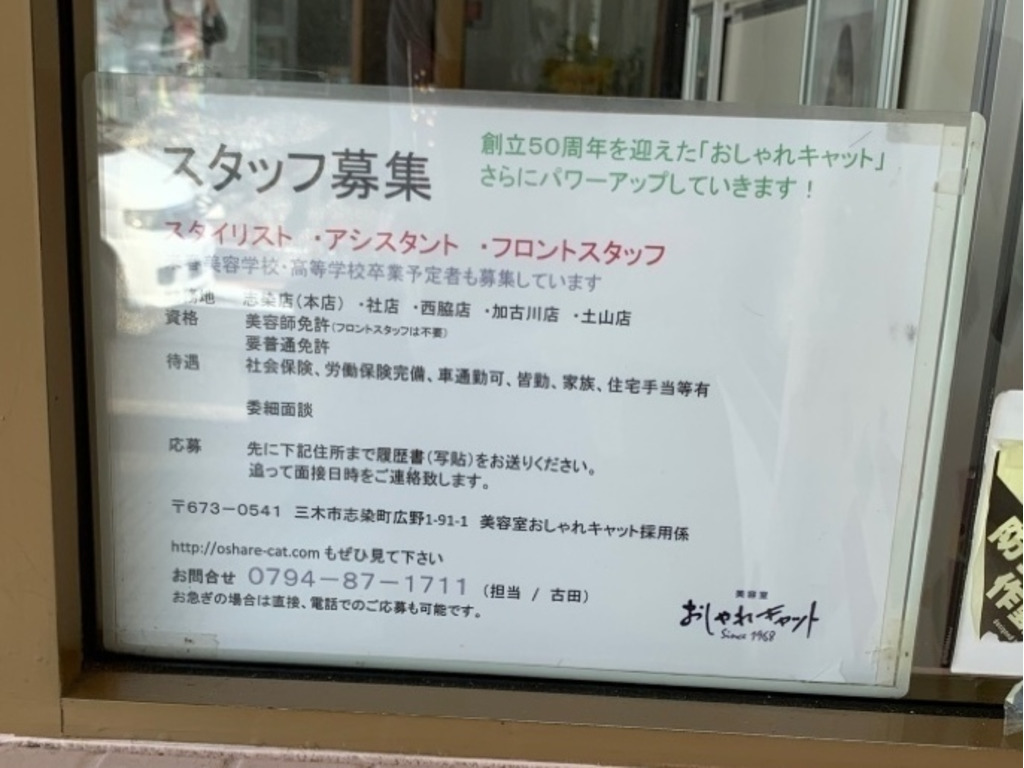 スタッフ募集
創立50周年を迎えた「おしゃれキャット」
さらにパワーアップしていきます！
スタイリスト ・アシスタント ・フロントスタッフ
美容学校・高等学校卒業予定者も募集しています
務地 志染店（本店） ・社店 ・西脇店 ・加古川店 ・土山店
資格 美容師免許（フロントスタッフは不要）
要普通免許
待遇 社会保険、労働保険完備、車通勤可、皆勤、家族、住宅手当等有
委細面談
応募 先に下記住所まで履歴書（写貼）をお送りください。
追って面接日時をご連絡致します。
〒673－0541 三木市志染町広野1-91-1 美容室おしゃれキャット採用係
http://oshare-cat.com もぜひ見て下さい
お問合せ 0794－87－1711 （担当 / 古田）
お急ぎの場合は直接、電話でのご応募も可能です。
美容室
おしゃれキャット
Since 1968
防
作